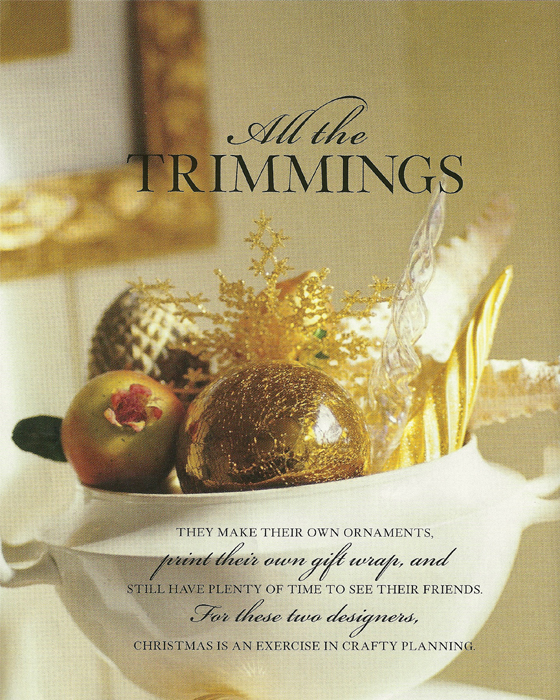 All the
TRIMMINGS
THEY MAKE THEIR OWN ORNAMENTS,
print their own gift wrap, and
STILL HAVE PLENTY OF TIME TO SEE THEIR FRIENDS.
For these two designers,
CHRISTMAS IS AN EXERCISE IN CRAFTY PLANNING.